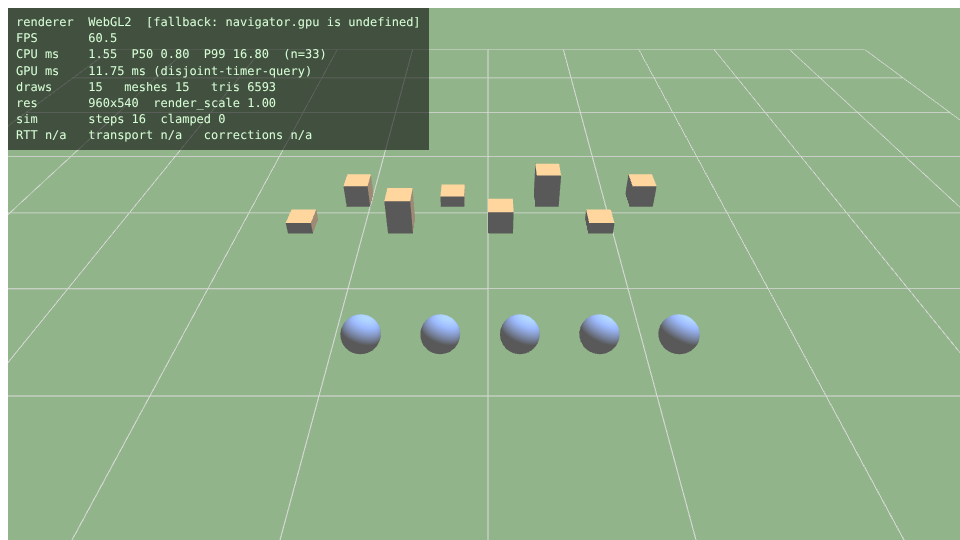 renderer  WebGL2  [fallback: navigator.gpu is undefined]
FPS       60.5
CPU ms    1.55  P50 0.80  P99 16.80  (n=33)
GPU ms    11.75 ms (disjoint-timer-query)
draws     15   meshes 15   tris 6593
res       960x540  render_scale 1.00
sim       steps 16  clamped 0
RTT n/a   transport n/a   corrections n/a